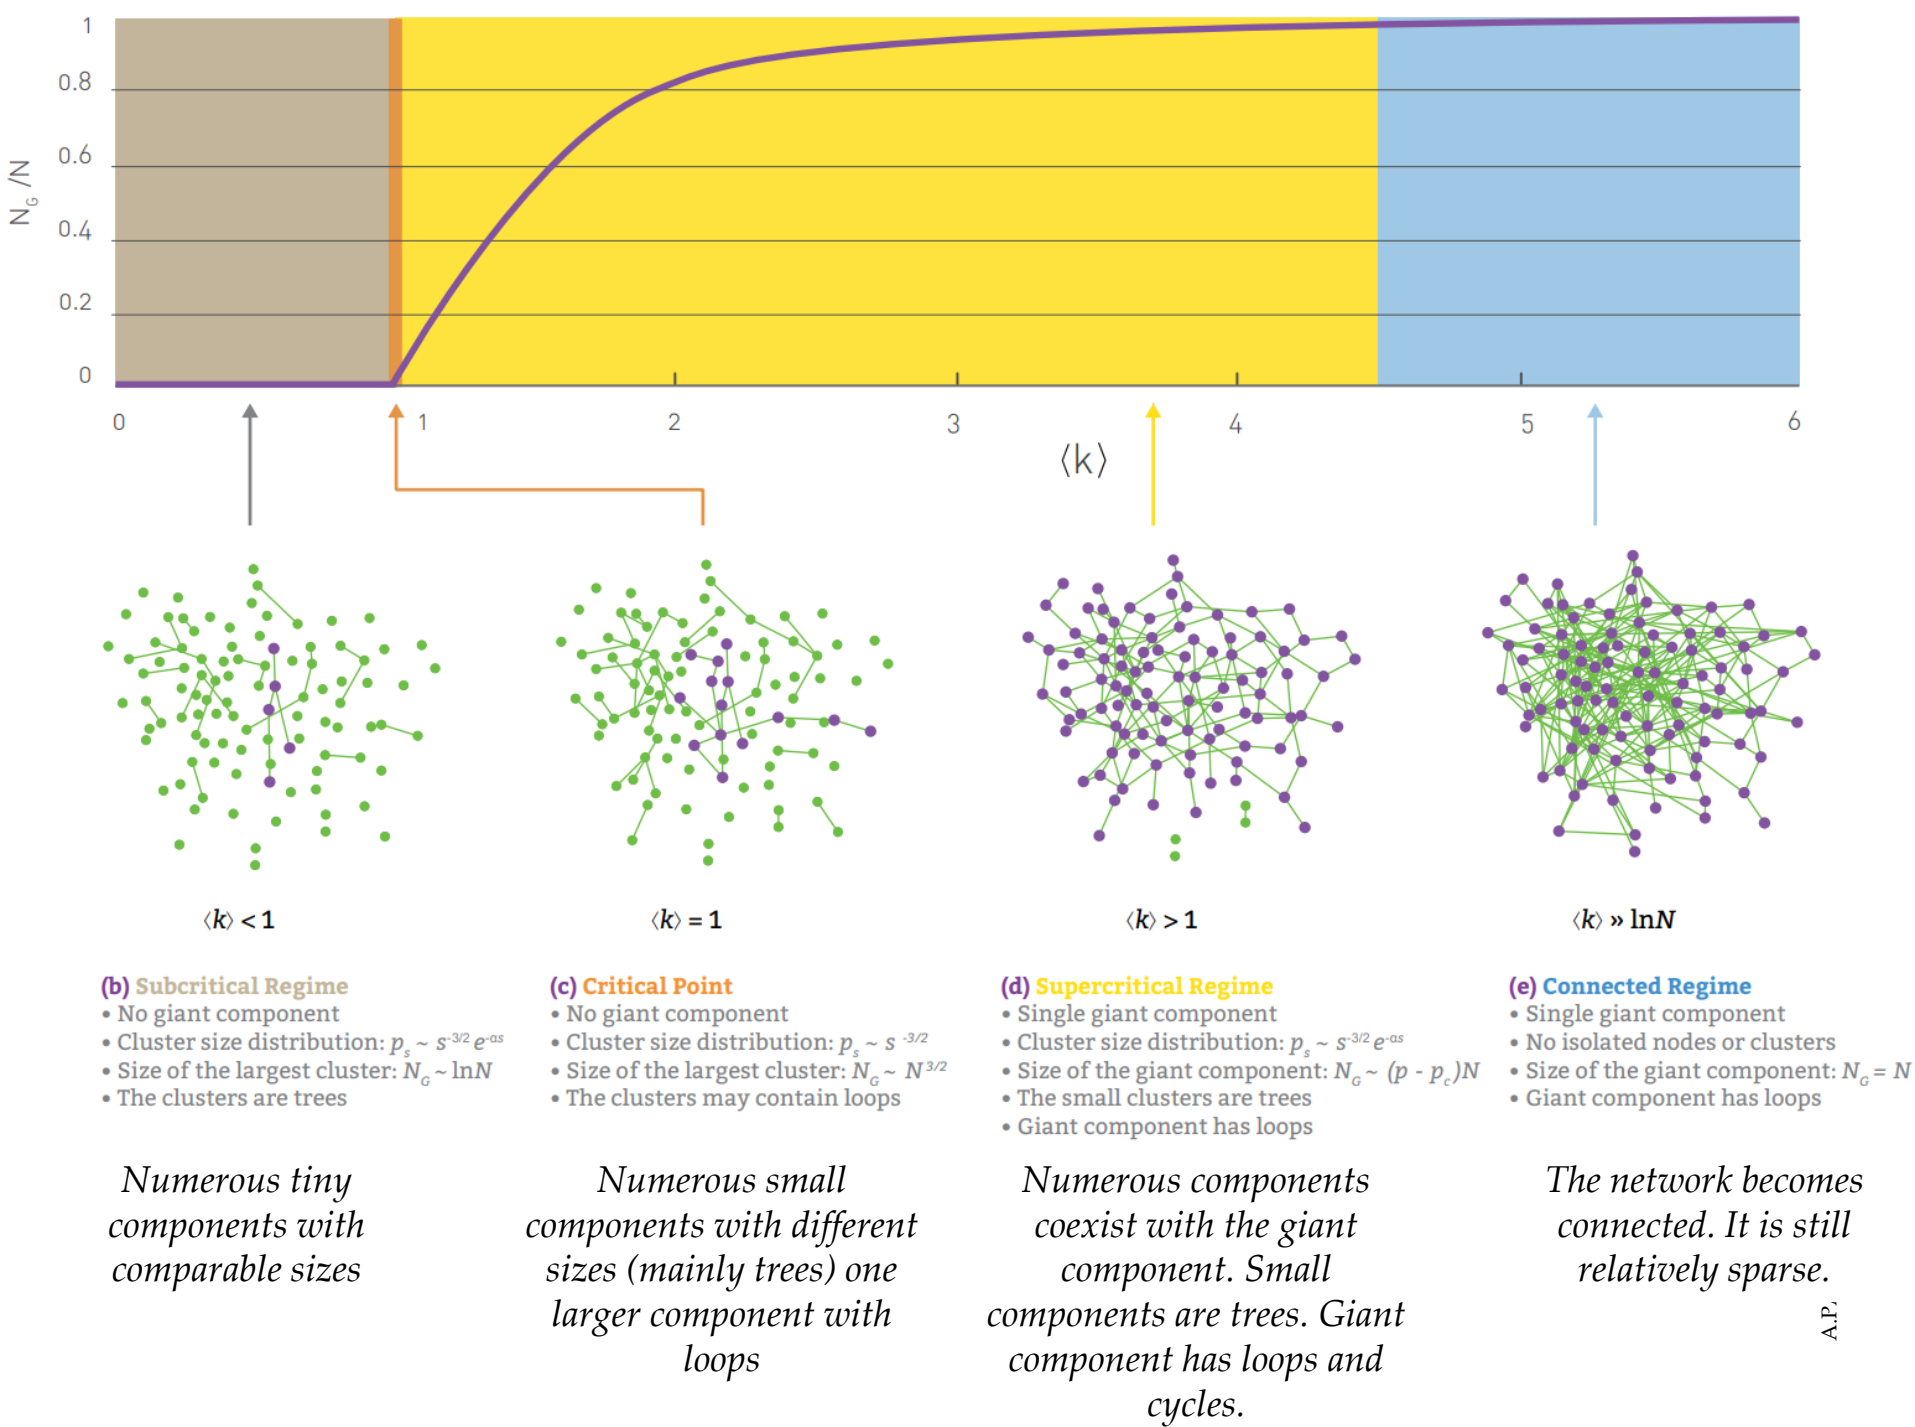 1
0.8
0.6
0.4
0.2
0
N_G /N
0 1 2 3 4 5 6
⟨k⟩
⟨k⟩ < 1
⟨k⟩ = 1
⟨k⟩ > 1
⟨k⟩ » lnN
(b) Subcritical Regime
• No giant component
• Cluster size distribution: p_s ~ s^-3/2 e^-αs
• Size of the largest cluster: N_G ~ lnN
• The clusters are trees
Numerous tiny
components with
comparable sizes
(c) Critical Point
• No giant component
• Cluster size distribution: p_s ~ s^-3/2
• Size of the largest cluster: N_G ~ N^3/2
• The clusters may contain loops
Numerous small
components with different
sizes (mainly trees) one
larger component with
loops
(d) Supercritical Regime
• Single giant component
• Cluster size distribution: p_s ~ s^-3/2 e^-αs
• Size of the giant component: N_G ~ (p - p_c)N
• The small clusters are trees
• Giant component has loops
Numerous components
coexist with the giant
component. Small
components are trees. Giant
component has loops and
cycles.
(e) Connected Regime
• Single giant component
• No isolated nodes or clusters
• Size of the giant component: N_G = N
• Giant component has loops
The network becomes
connected. It is still
relatively sparse.
A.P.